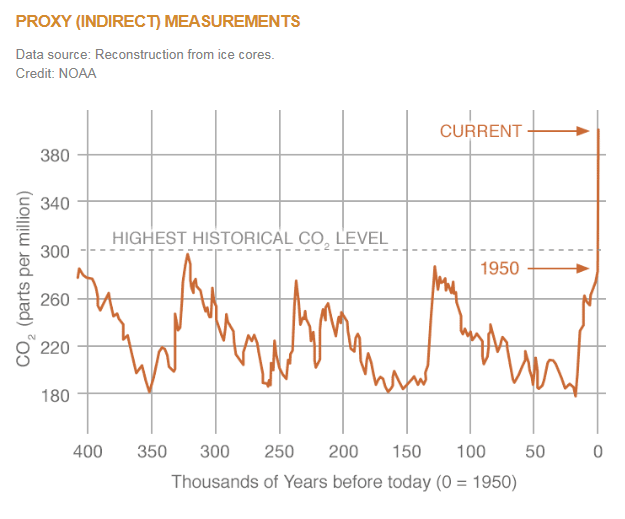 PROXY (INDIRECT) MEASUREMENTS
Data source: Reconstruction from ice cores.
Credit: NOAA
CURRENT
380
340
HIGHEST HISTORICAL CO₂ LEVEL
300
1950
260
220
180
CO₂ (parts per million)
400 350 300 250 200 150 100 50 0
Thousands of Years before today (0 = 1950)